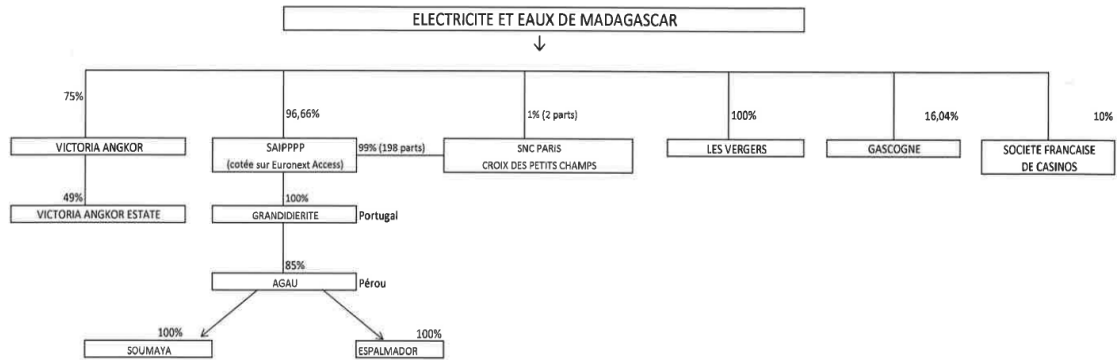 ELECTRICITE ET EAUX DE MADAGASCAR
75%
96,66%
1% (2 parts)
100%
16,04%
10%
VICTORIA ANGKOR
SAIPPPP
(cotée sur Euronext Access)
99% (198 parts)
SNC PARIS
CROIX DES PETITS CHAMPS
LES VERGERS
GASCOGNE
SOCIETE FRANCAISE
DE CASINOS
49%
VICTORIA ANGKOR ESTATE
100%
GRANDIDIERITE
Portugal
85%
AGAU
Pérou
100%
SOUMAYA
100%
ESPALMADOR